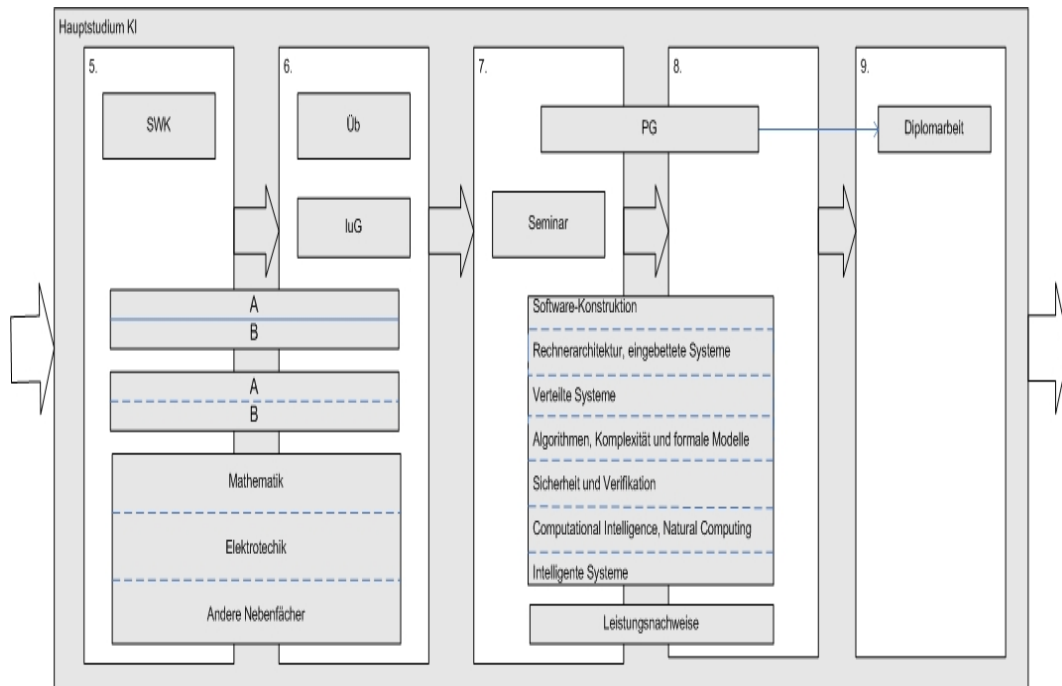 Hauptstudium KI
5.
6.
7.
8.
9.
SWK
Üb
PG
Diplomarbeit
IuG
Seminar
A
B
A
B
Mathematik
Elektrotechik
Andere Nebenfächer
Software-Konstruktion
Rechnerarchitektur, eingebettete Systeme
Verteilte Systeme
Algorithmen, Komplexität und formale Modelle
Sicherheit und Verifikation
Computational Intelligence, Natural Computing
Intelligente Systeme
Leistungsnachweise